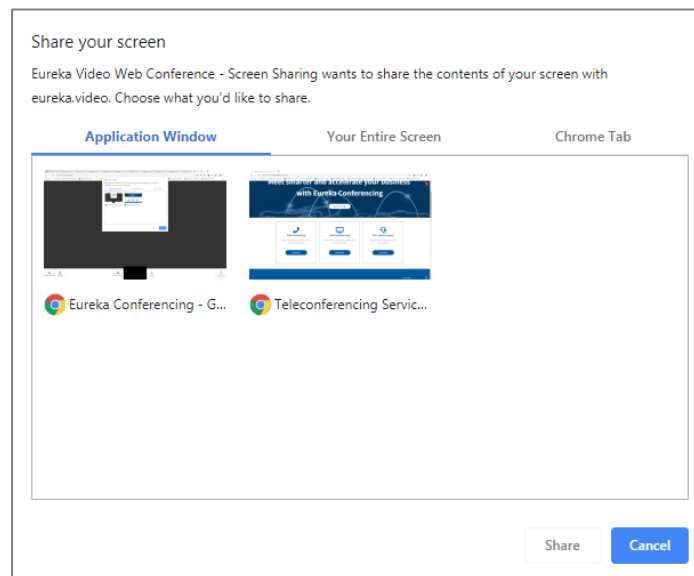 Share your screen
Eureka Video Web Conference - Screen Sharing wants to share the contents of your screen with
eureka.video. Choose what you'd like to share.
Application Window
Your Entire Screen
Chrome Tab
Meet smarter and accelerate your business
with Eureka Conferencing
Eureka Conferencing - G...
Teleconferencing Servic...
Share
Cancel